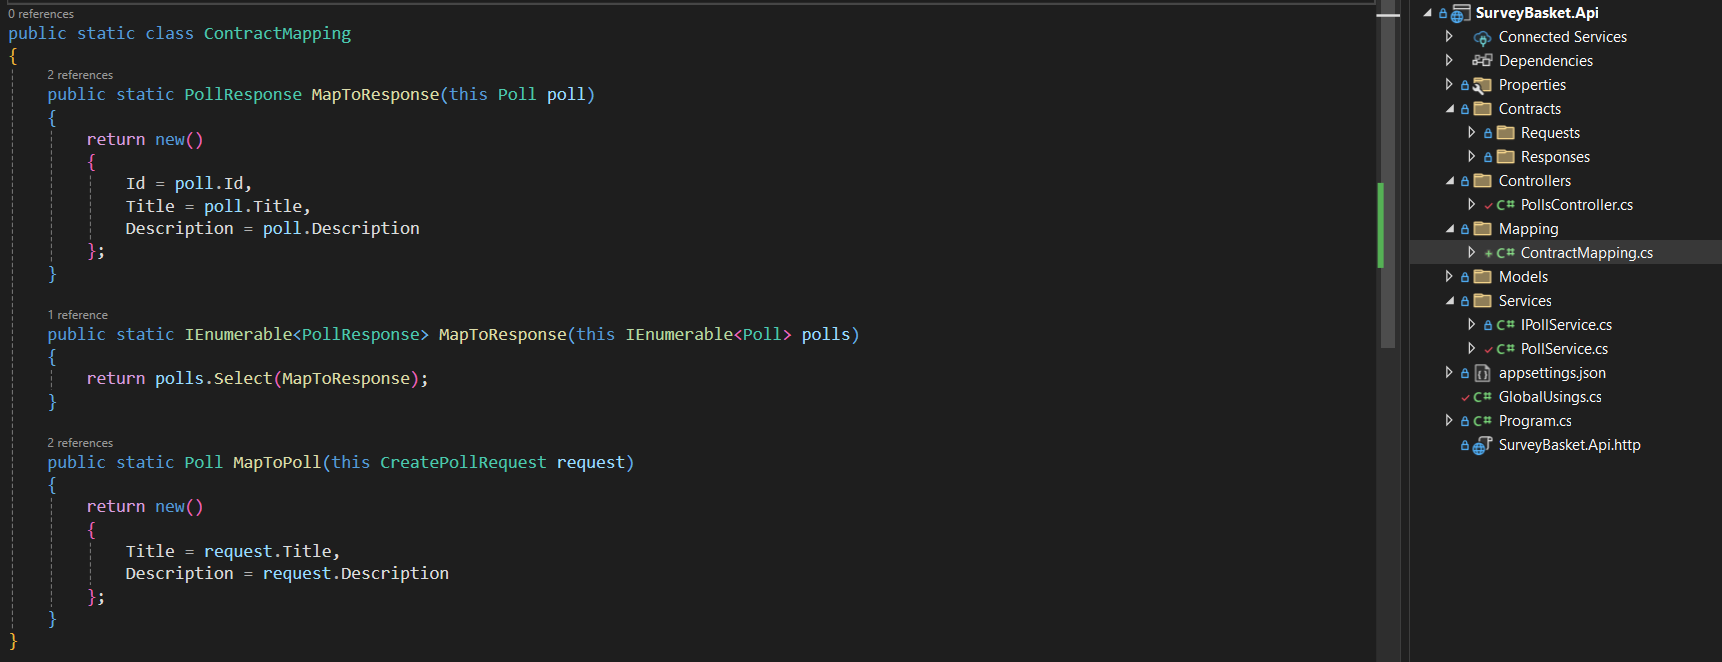 0 references
public static class ContractMapping
{
2 references
public static PollResponse MapToResponse(this Poll poll)
{
return new()
{
Id = poll.Id,
Title = poll.Title,
Description = poll.Description
};
}
1 reference
public static IEnumerable<PollResponse> MapToResponse(this IEnumerable<Poll> polls)
{
return polls.Select(MapToResponse);
}
2 references
public static Poll MapToPoll(this CreatePollRequest request)
{
return new()
{
Title = request.Title,
Description = request.Description
};
}
}
SurveyBasket.Api
Connected Services
Dependencies
Properties
Contracts
Requests
Responses
Controllers
C# PollsController.cs
Mapping
+ C# ContractMapping.cs
Models
Services
C# IPollService.cs
C# PollService.cs
appsettings.json
C# GlobalUsings.cs
C# Program.cs
SurveyBasket.Api.http